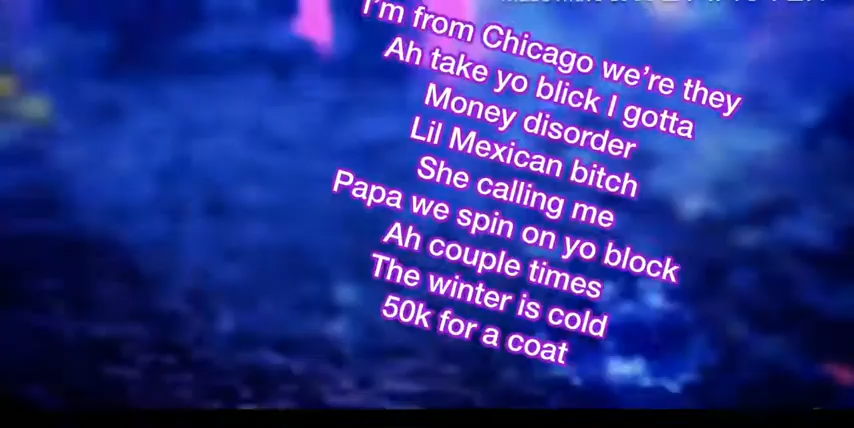 I'm from Chicago we're they
Ah take yo blick I gotta
Money disorder
Lil Mexican bitch
She calling me
Papa we spin on yo block
Ah couple times
The winter is cold
50k for a coat